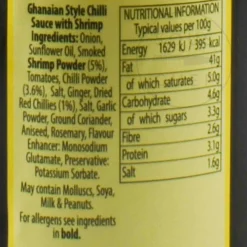 Ghanaian Style Chilli
Sauce with Shrimp
Ingredients: Onion,
Sunflower Oil, Smoked
Shrimp Powder (5%),
Tomatoes, Chilli Powder
(3.6%), Salt, Ginger, Dried
Red Chillies (1%), Salt, Garlic
Powder, Ground Coriander,
Aniseed, Rosemary, Flavour
Enhancer: Monosodium
Glutamate, Preservative:
Potassium Sorbate.
May contain Molluscs, Soya,
Milk & Peanuts.
For allergens see ingredients
in bold.
NUTRITIONAL INFORMATION
Typical values per 100g
Energy 1629 kJ / 395 kcal
Fat 41g
of which saturates 5.0g
Carbohydrate 4.6g
of which sugars 3.3g
Fibre 2.6g
Protein 3.1g
Salt 1.6g